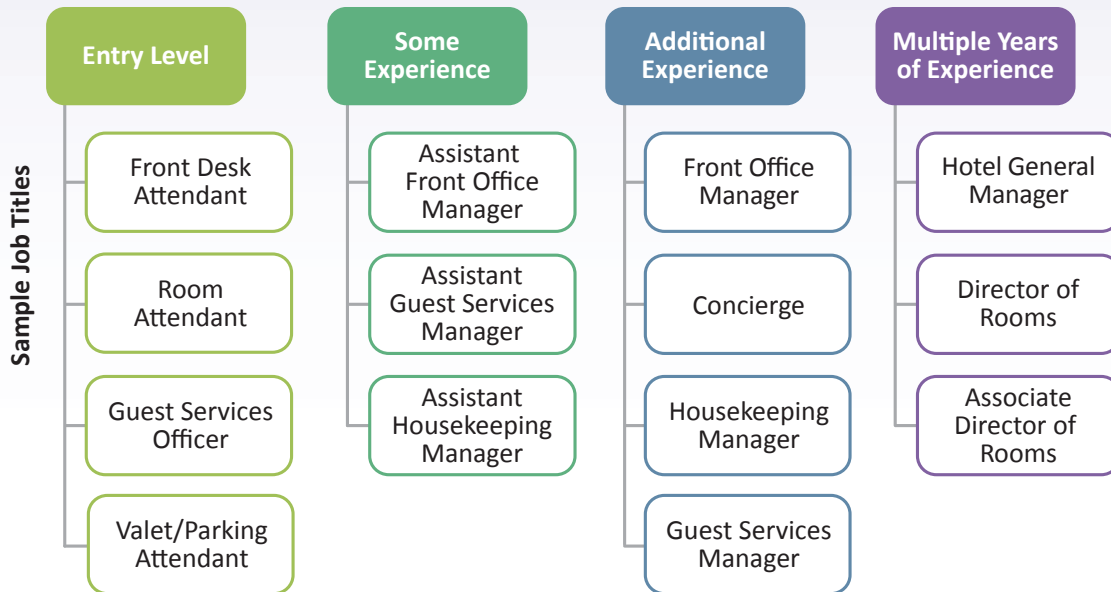 Entry Level
Some
Experience
Additional
Experience
Multiple Years
of Experience
Sample Job Titles
Front Desk
Attendant
Room
Attendant
Guest Services
Officer
Valet/Parking
Attendant
Assistant
Front Office
Manager
Assistant
Guest Services
Manager
Assistant
Housekeeping
Manager
Front Office
Manager
Concierge
Housekeeping
Manager
Guest Services
Manager
Hotel General
Manager
Director of
Rooms
Associate
Director of
Rooms